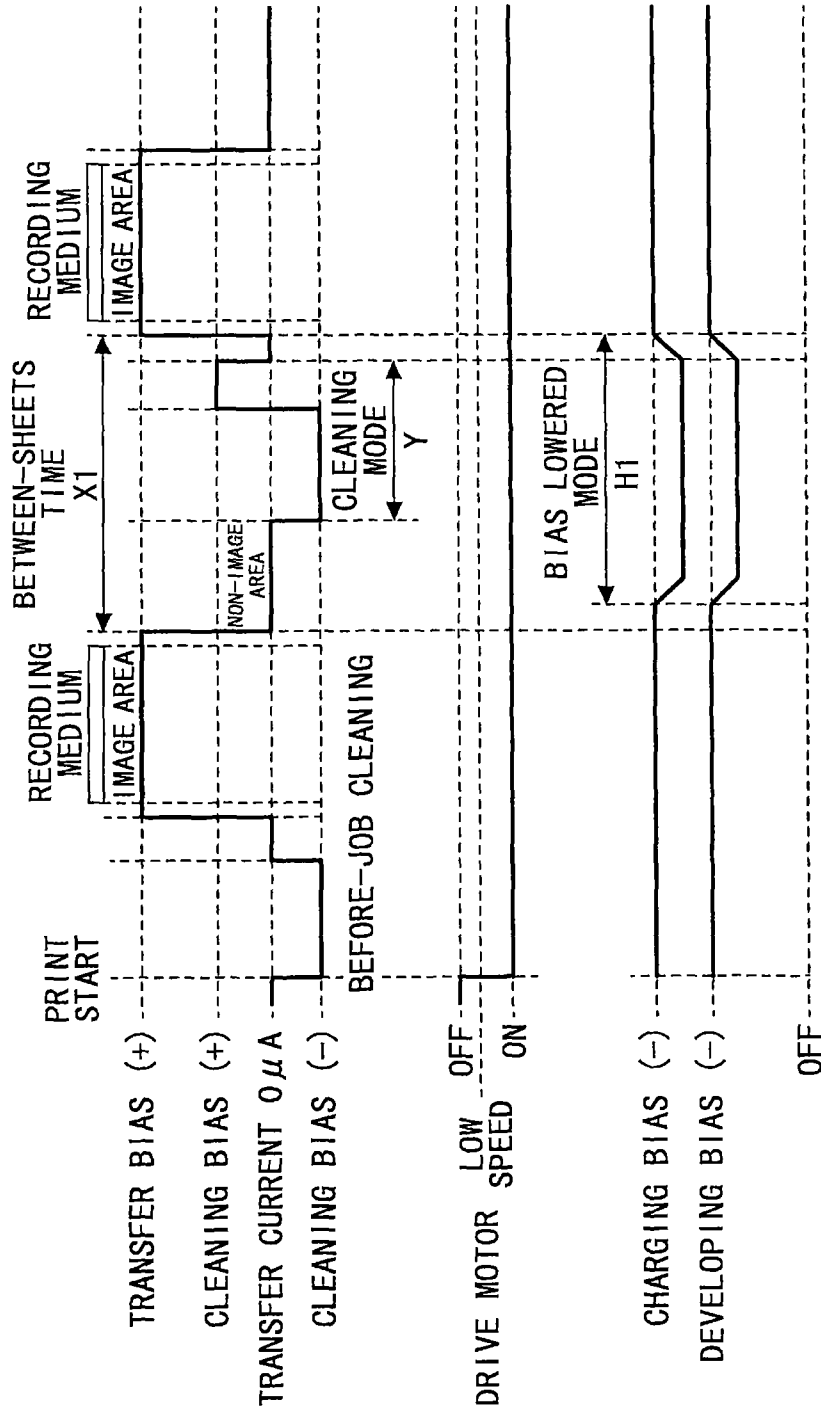 PRINT
START
RECORDING
MEDIUM
IMAGE AREA
BETWEEN-SHEETS
TIME
X1
RECORDING
MEDIUM
IMAGE AREA
TRANSFER BIAS (+)
CLEANING BIAS (+)
TRANSFER CURRENT 0μA
CLEANING BIAS (-)
NON-IMAGE
AREA
BEFORE-JOB CLEANING
CLEANING
MODE
Y
DRIVE MOTOR
OFF
LOW
SPEED
ON
BIAS LOWERED
MODE
H1
CHARGING BIAS (-)
DEVELOPING BIAS (-)
OFF